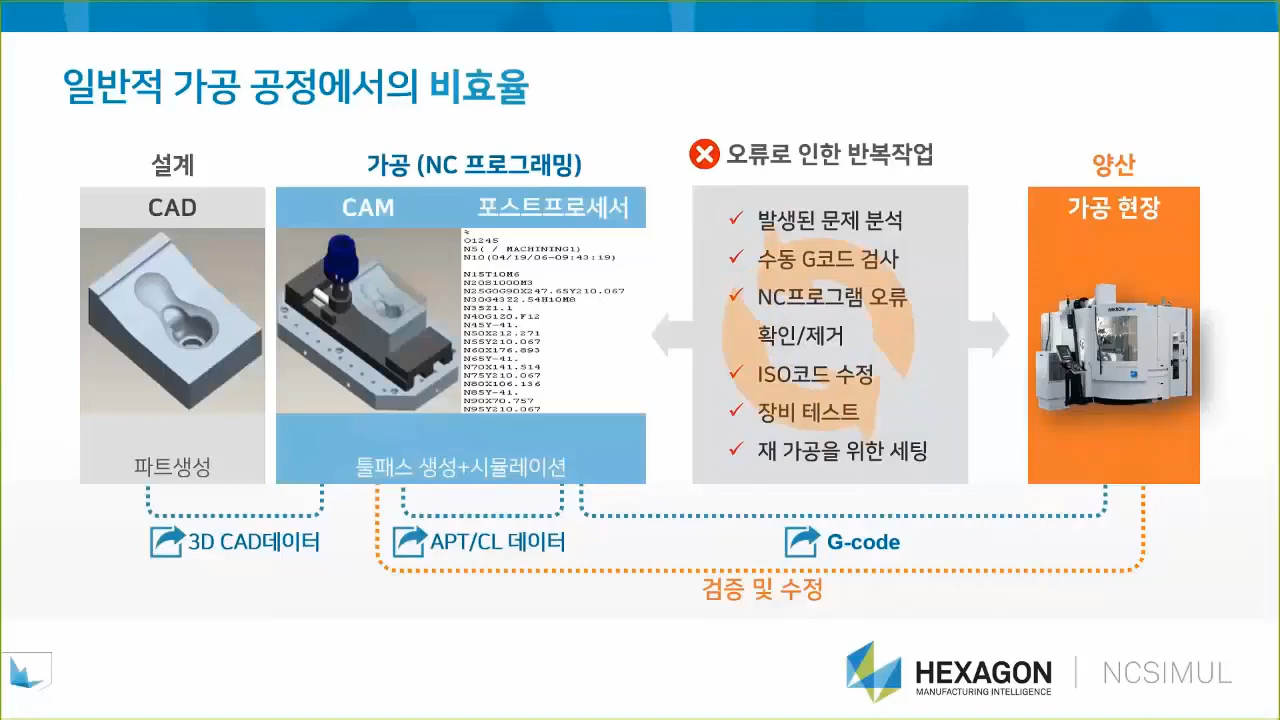 일반적 가공 공정에서의 비효율
설계
가공 (NC 프로그래밍)
오류로 인한 반복작업
양산
CAD
CAM
포스트프로세서
가공 현장
%
O1245
N5( / MACHINING1)
N10(04/19/06-09:43:19)
N15T10M6
N20S1000M3
N25G0G90X247.65Y210.067
N30G43Z2.54H10M8
N35Z1.1
N40G1Z0.F12
N45Y-41.
N50X212.271
N55Y210.067
N60X176.893
N65Y-41.
N70X141.514
N75Y210.067
N80X106.136
N85Y-41.
N90X70.757
N95Y210.067
발생된 문제 분석
수동 G코드 검사
NC프로그램 오류
확인/제거
ISO코드 수정
장비 테스트
재 가공을 위한 세팅
파트생성
툴패스 생성+시뮬레이션
3D CAD데이터
APT/CL 데이터
G-code
검증 및 수정
HEXAGON
MANUFACTURING INTELLIGENCE
NCSIMUL